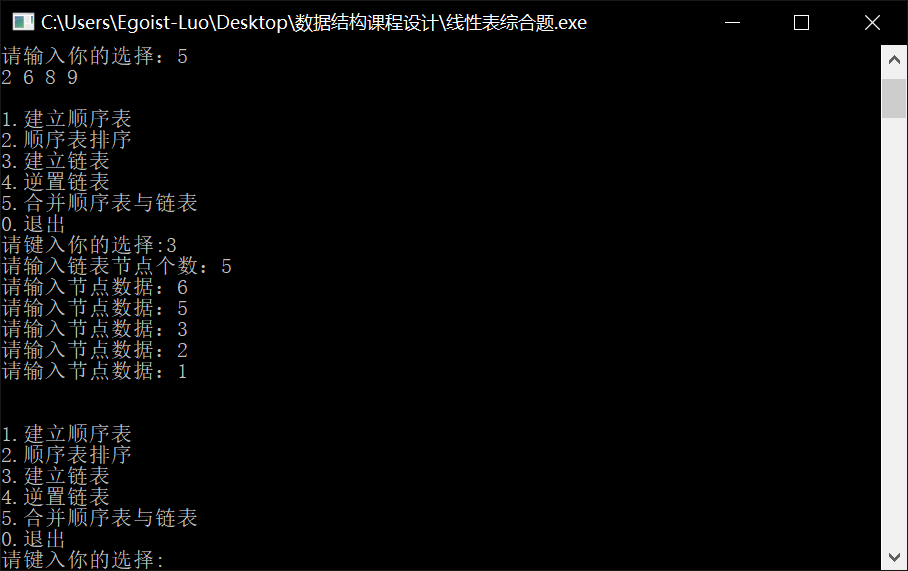 C:\Users\Egoist-Luo\Desktop\数据结构课程设计\线性表综合题.exe
请输入你的选择：5
2 6 8 9
1.建立顺序表
2.顺序表排序
3.建立链表
4.逆置链表
5.合并顺序表与链表
0.退出
请键入你的选择:3
请输入链表节点个数：5
请输入节点数据：6
请输入节点数据：5
请输入节点数据：3
请输入节点数据：2
请输入节点数据：1
1.建立顺序表
2.顺序表排序
3.建立链表
4.逆置链表
5.合并顺序表与链表
0.退出
请键入你的选择: